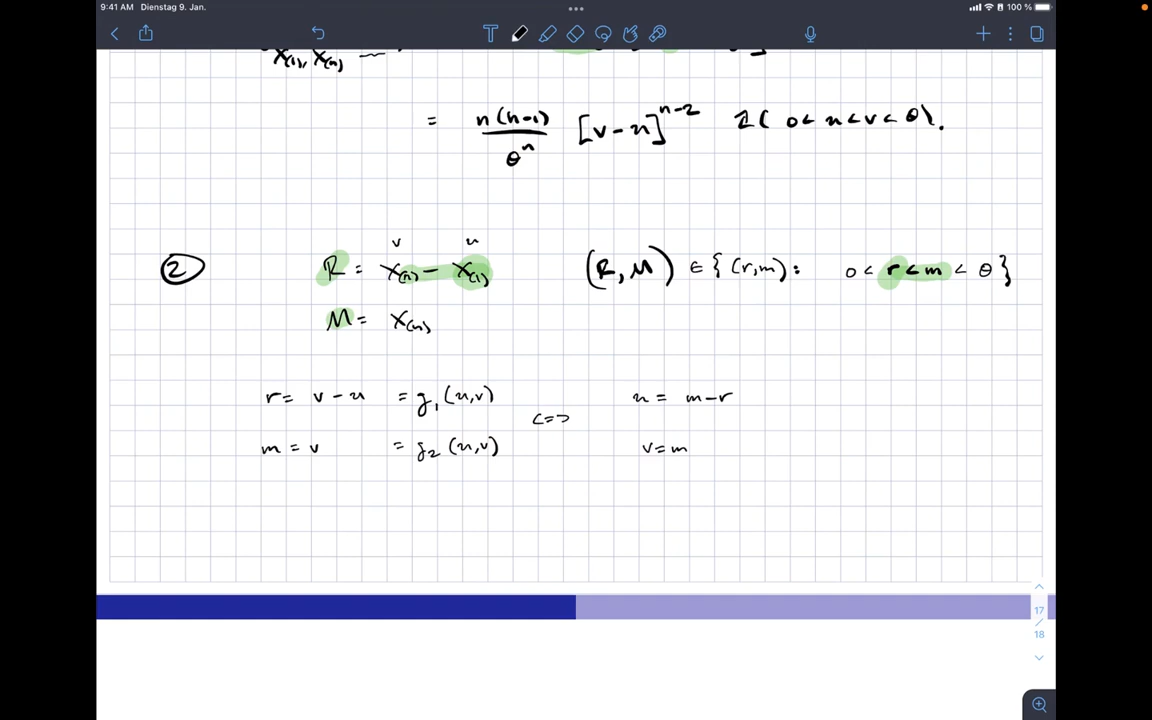 9:41 AM Dienstag 9. Jan. 100 %
X(1), X(n)
= n(n-1) / θ^n [v-u]^{n-2} 1( 0 < u < v < θ).
② v u
R = X(n) - X(1) (R, M) ∈ {(r,m): 0 < r < m < θ}
M = X(n)
r = v - u = g₁(u,v) <=> u = m-r
m = v = g₂(u,v) v = m
17
/
18